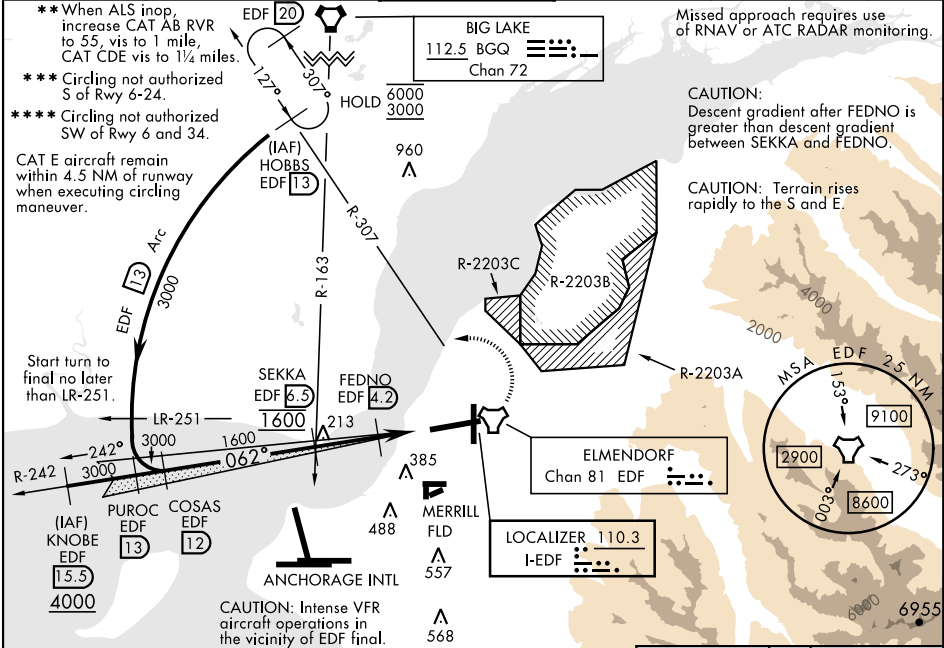 ** When ALS inop,
increase CAT AB RVR
to 55, vis to 1 mile,
CAT CDE vis to 1¼ miles.
*** Circling not authorized
S of Rwy 6-24.
**** Circling not authorized
SW of Rwy 6 and 34.
CAT E aircraft remain
within 4.5 NM of runway
when executing circling
maneuver.
EDF 20
127°
307°
HOLD 6000
3000
(IAF)
HOBBS
EDF 13
BIG LAKE
112.5 BGQ
Chan 72
Missed approach requires use
of RNAV or ATC RADAR monitoring.
CAUTION:
Descent gradient after FEDNO is
greater than descent gradient
between SEKKA and FEDNO.
CAUTION: Terrain rises
rapidly to the S and E.
960
R-307
R-163
EDF 13 Arc
3000
R-2203C
R-2203B
R-2203A
4000
2000
Start turn to
final no later
than LR-251.
LR-251
SEKKA
EDF 6.5
1600
FEDNO
EDF 4.2
213
R-242
242°
3000
3000
1600
062°
(IAF)
KNOBE
EDF
15.5
4000
PUROC
EDF
13
COSAS
EDF
12
385
488
MERRILL
FLD
557
568
ANCHORAGE INTL
CAUTION: Intense VFR
aircraft operations in
the vicinity of EDF final.
ELMENDORF
Chan 81 EDF
LOCALIZER 110.3
I-EDF
MSA EDF 25 NM
153°
9100
2900
273°
003°
8600
6000
6955